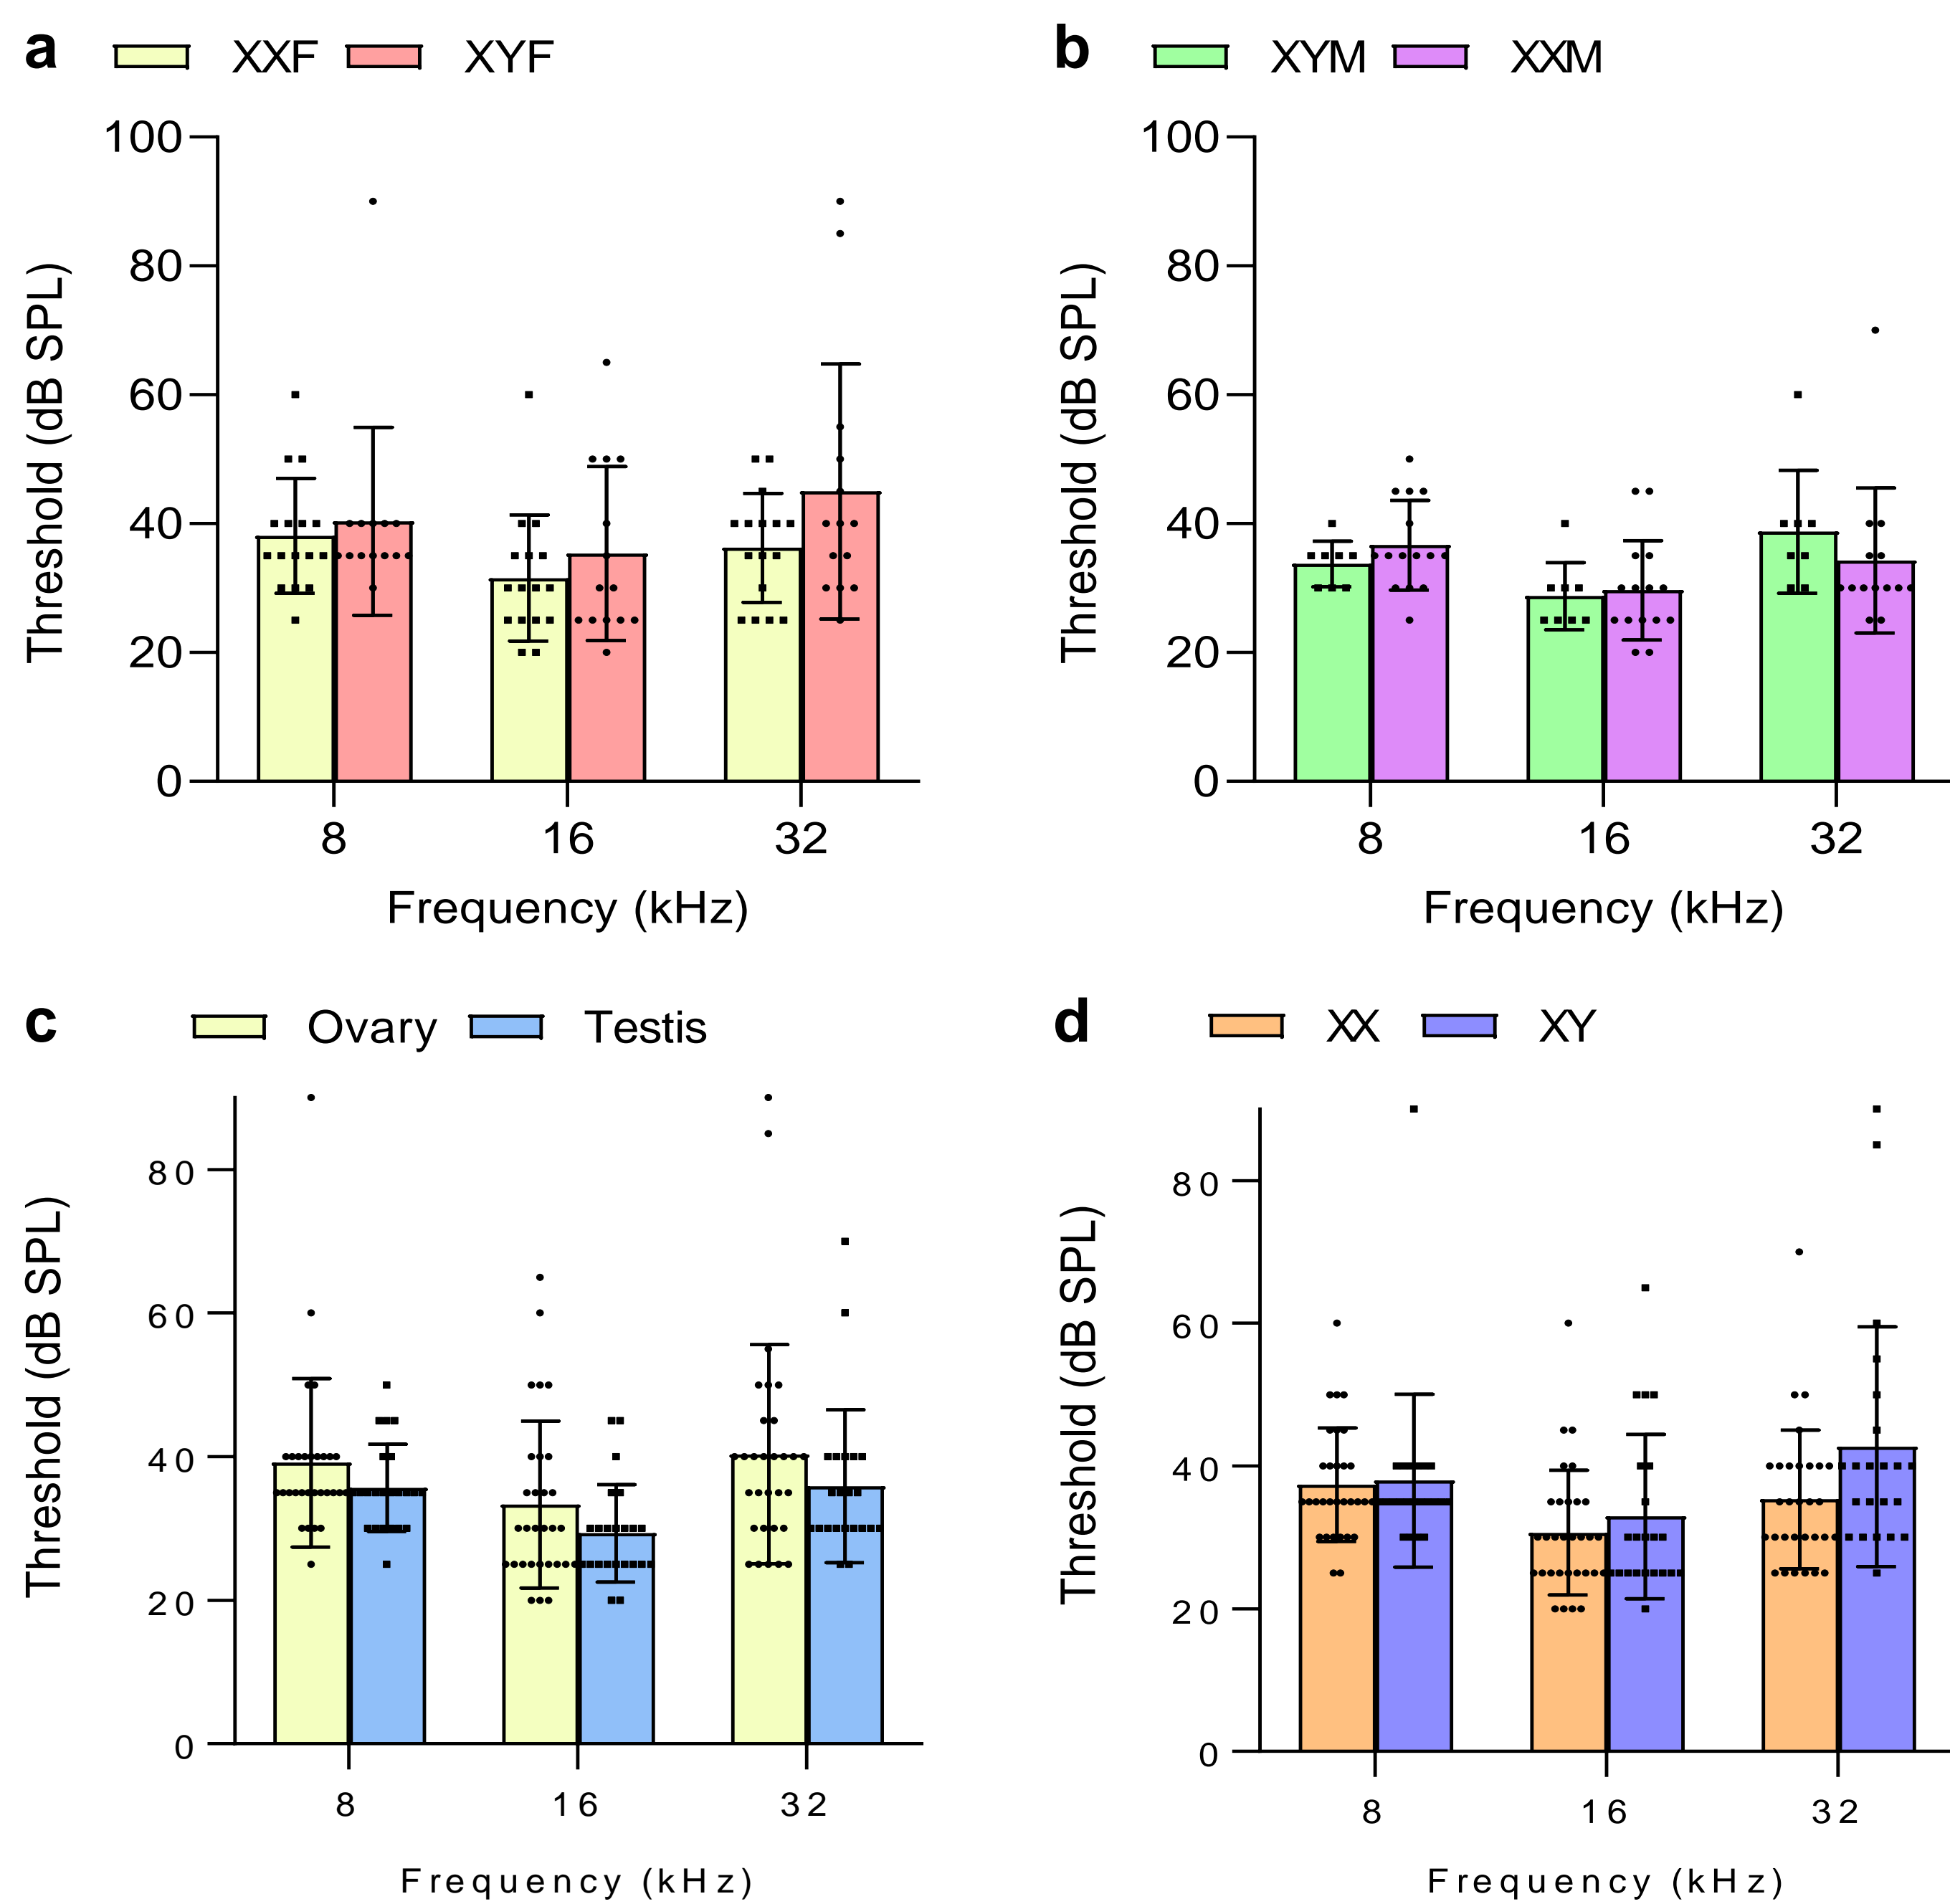 a XXF XYF
100
80
60
40
20
0
Threshold (dB SPL)
8 16 32
Frequency (kHz)
b XYM XXM
100
80
60
40
20
0
Threshold (dB SPL)
8 16 32
Frequency (kHz)
c Ovary Testis
80
60
40
20
0
Threshold (dB SPL)
8 16 32
Frequency (kHz)
d XX XY
80
60
40
20
0
Threshold (dB SPL)
8 16 32
Frequency (kHz)